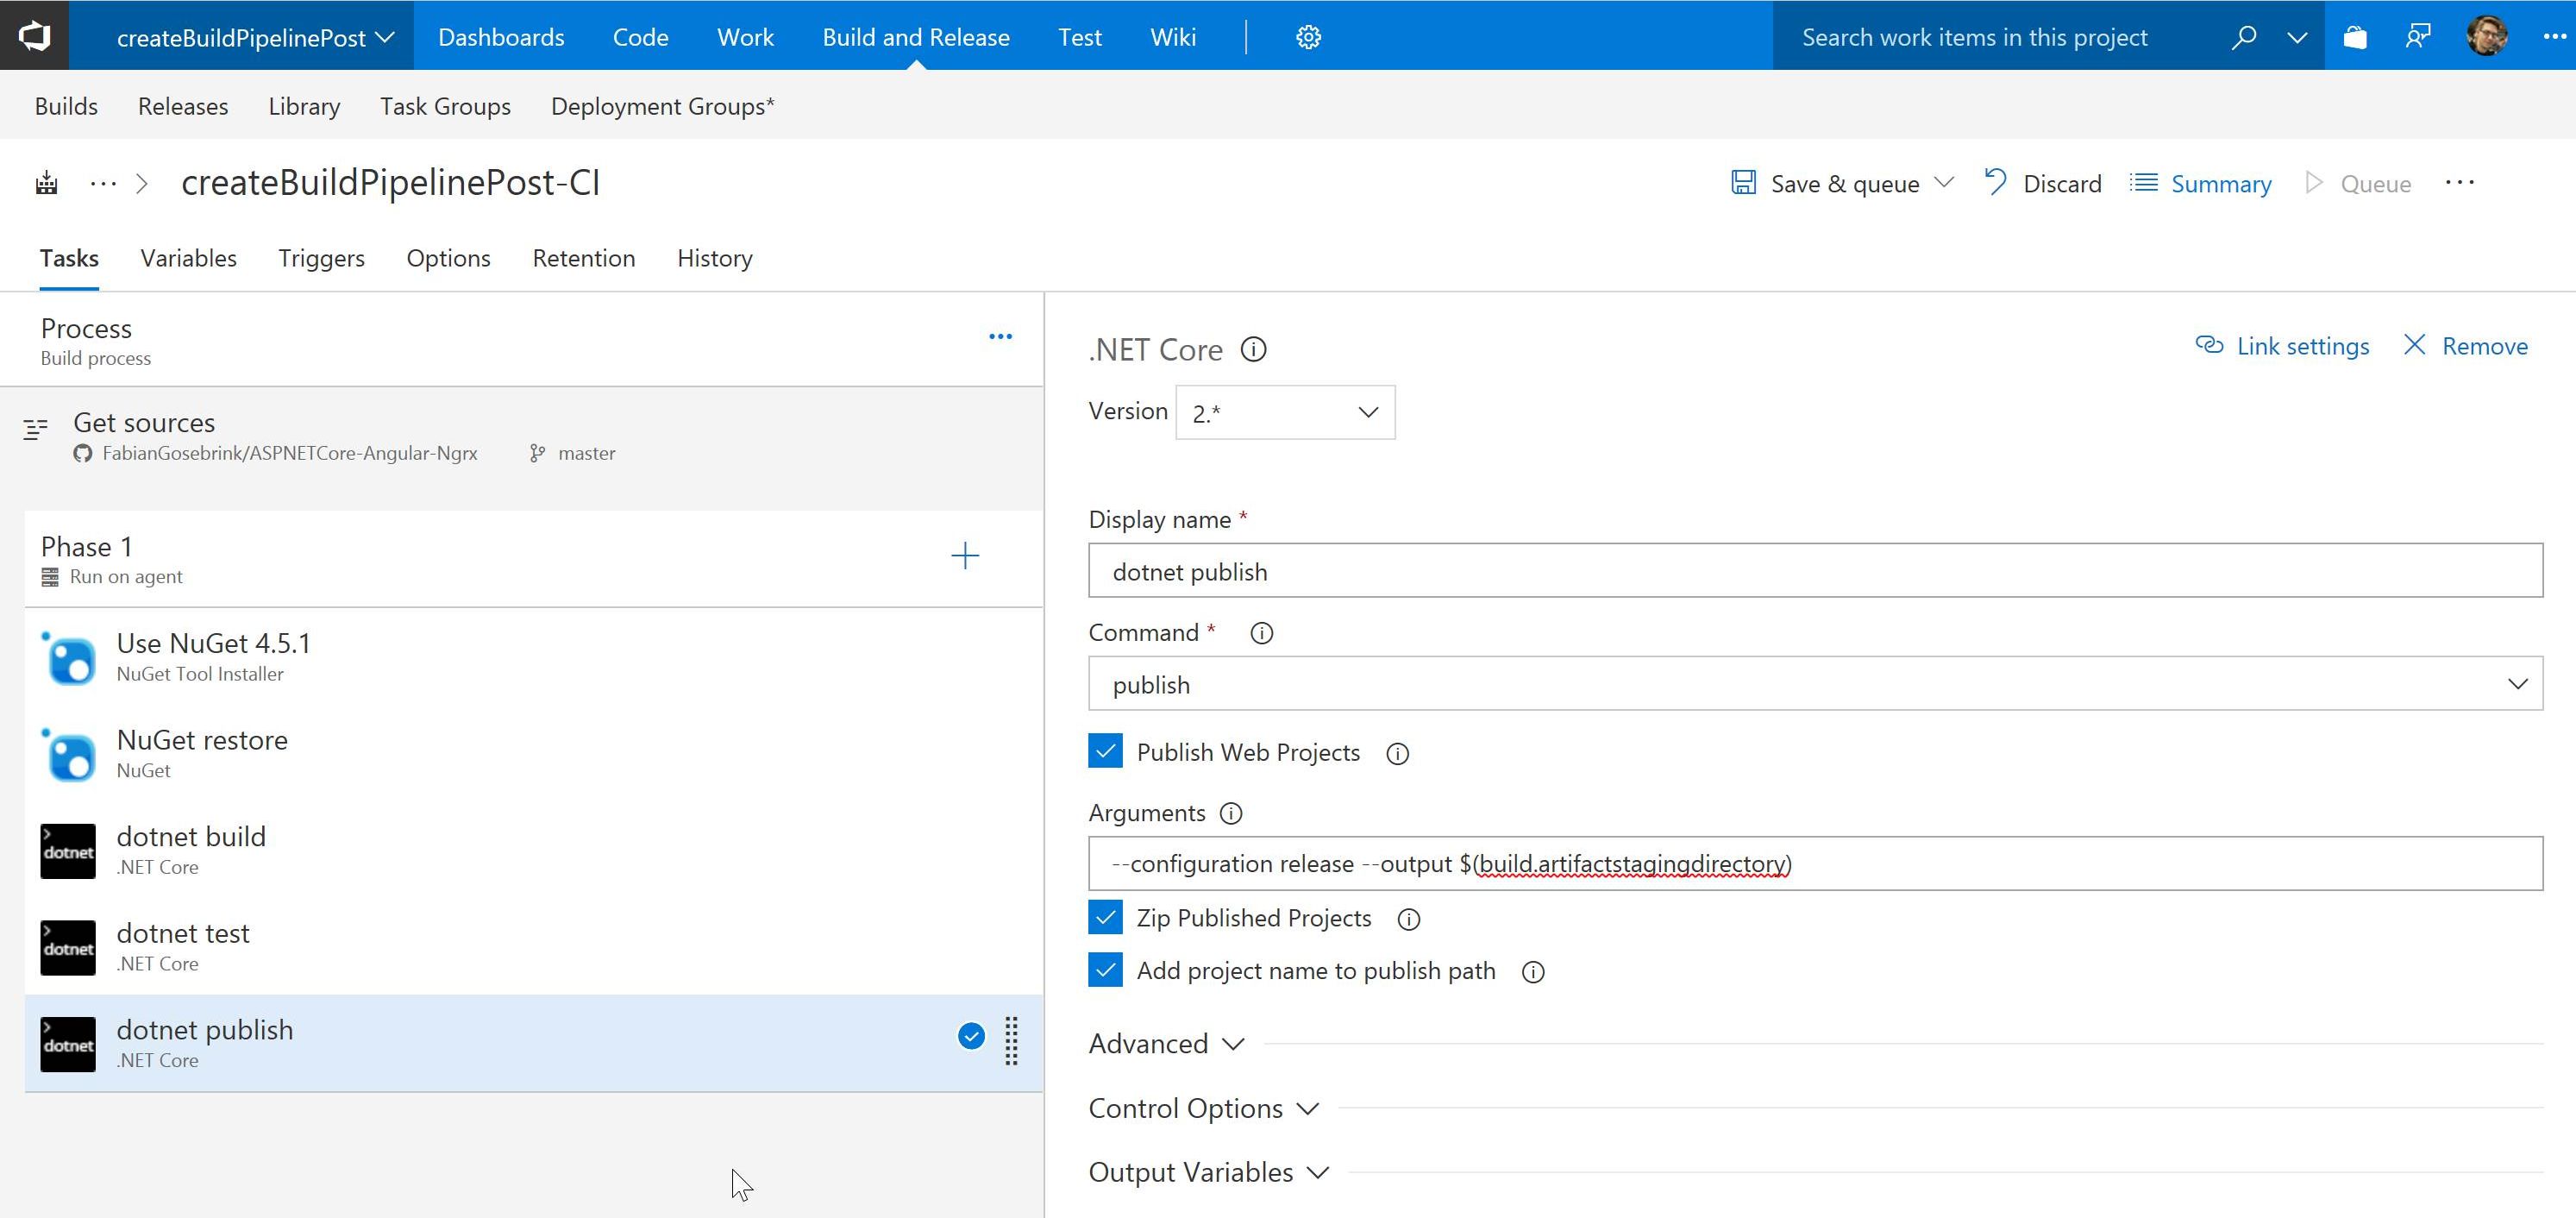 createBuildPipelinePost Dashboards Code Work Build and Release Test Wiki Search work items in this project
Builds Releases Library Task Groups Deployment Groups*
createBuildPipelinePost-CI Save & queue Discard Summary Queue
Tasks Variables Triggers Options Retention History
Process
Build process
Get sources
FabianGosebrink/ASPNETCore-Angular-Ngrx master
Phase 1
Run on agent
Use NuGet 4.5.1
NuGet Tool Installer
NuGet restore
NuGet
dotnet dotnet build
.NET Core
dotnet dotnet test
.NET Core
dotnet dotnet publish
.NET Core
.NET Core Link settings Remove
Version 2.*
Display name *
dotnet publish
Command *
publish
Publish Web Projects
Arguments
--configuration release --output $(build.artifactstagingdirectory)
Zip Published Projects
Add project name to publish path
Advanced
Control Options
Output Variables